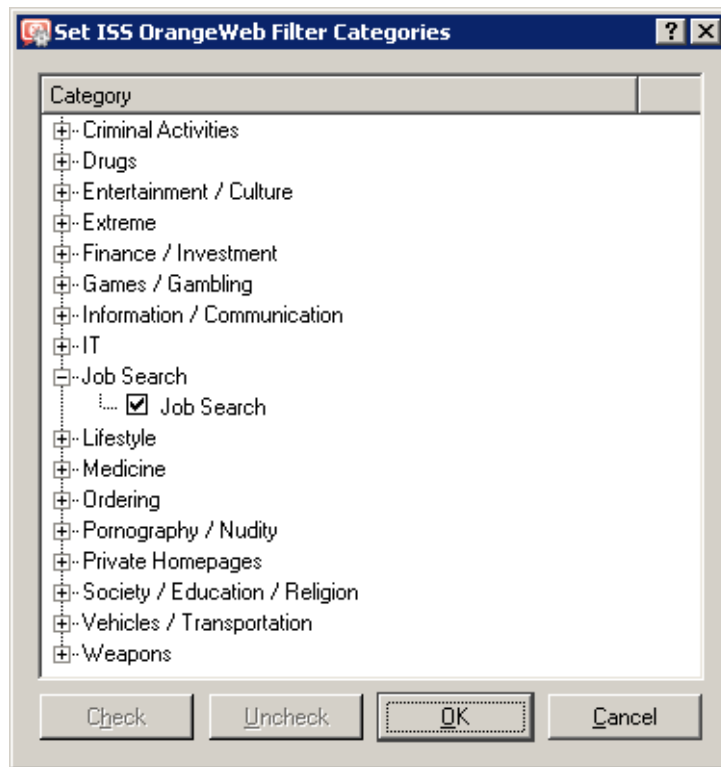 Set ISS OrangeWeb Filter Categories
Category
Criminal Activities
Drugs
Entertainment / Culture
Extreme
Finance / Investment
Games / Gambling
Information / Communication
IT
Job Search
Job Search
Lifestyle
Medicine
Ordering
Pornography / Nudity
Private Homepages
Society / Education / Religion
Vehicles / Transportation
Weapons
Check Uncheck OK Cancel